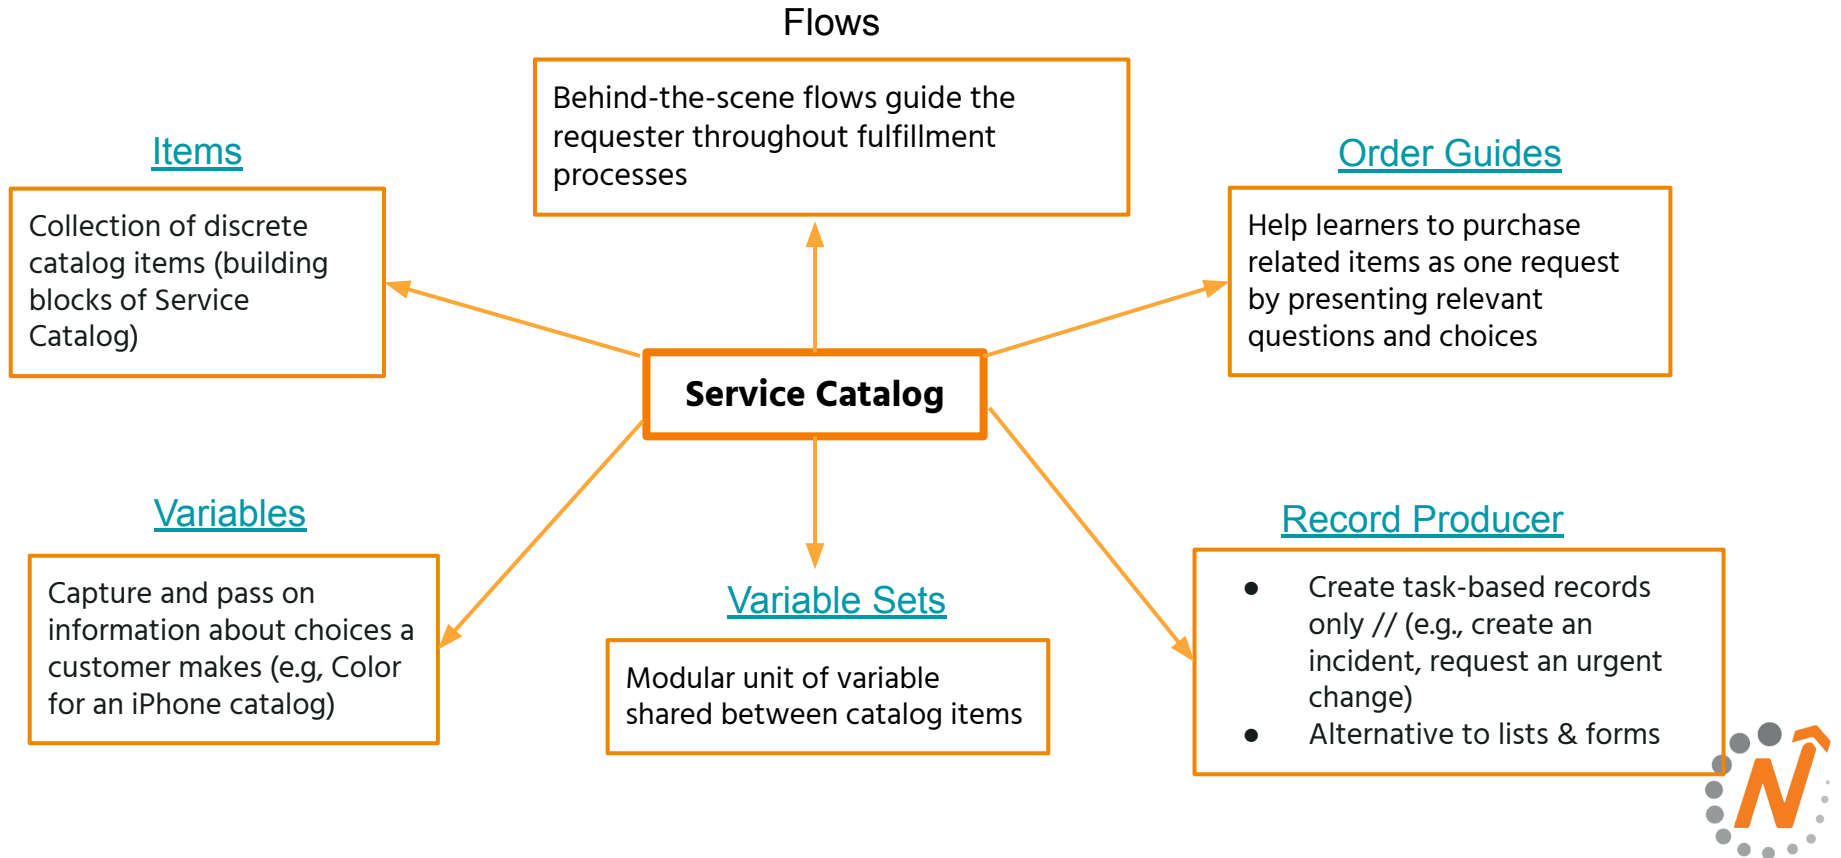 Flows
Behind-the-scene flows guide the
requester throughout fulfillment
processes
Items
Collection of discrete
catalog items (building
blocks of Service
Catalog)
Order Guides
Help learners to purchase
related items as one request
by presenting relevant
questions and choices
Service Catalog
Variables
Capture and pass on
information about choices a
customer makes (e.g, Color
for an iPhone catalog)
Variable Sets
Modular unit of variable
shared between catalog items
Record Producer
● Create task-based records
only // (e.g., create an
incident, request an urgent
change)
● Alternative to lists & forms
N